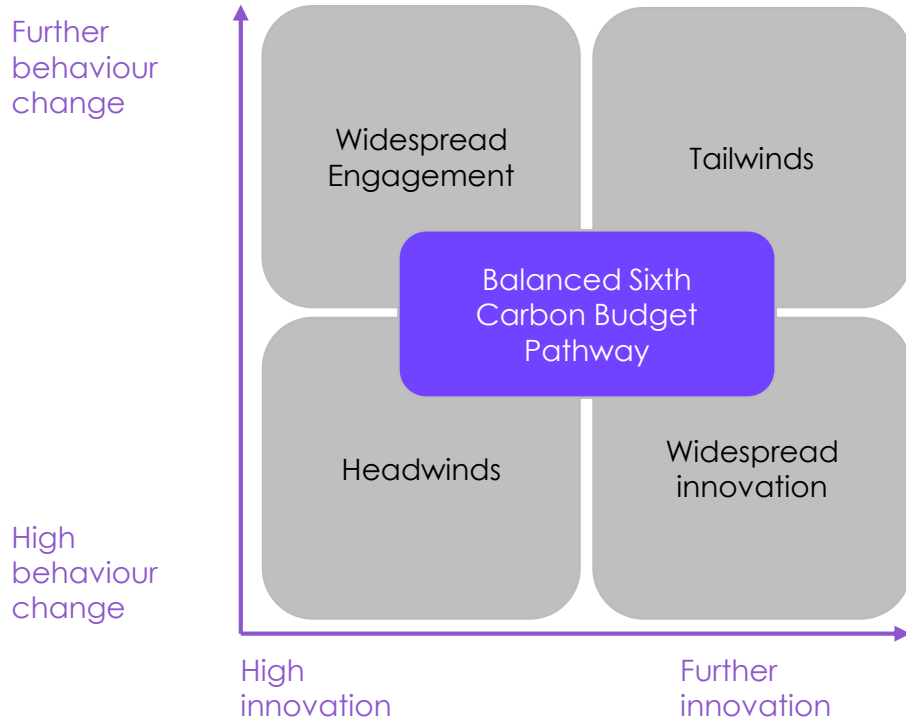 Further
behaviour
change
Widespread
Engagement
Tailwinds
Balanced Sixth
Carbon Budget
Pathway
Headwinds
Widespread
innovation
High
behaviour
change
High
innovation
Further
innovation